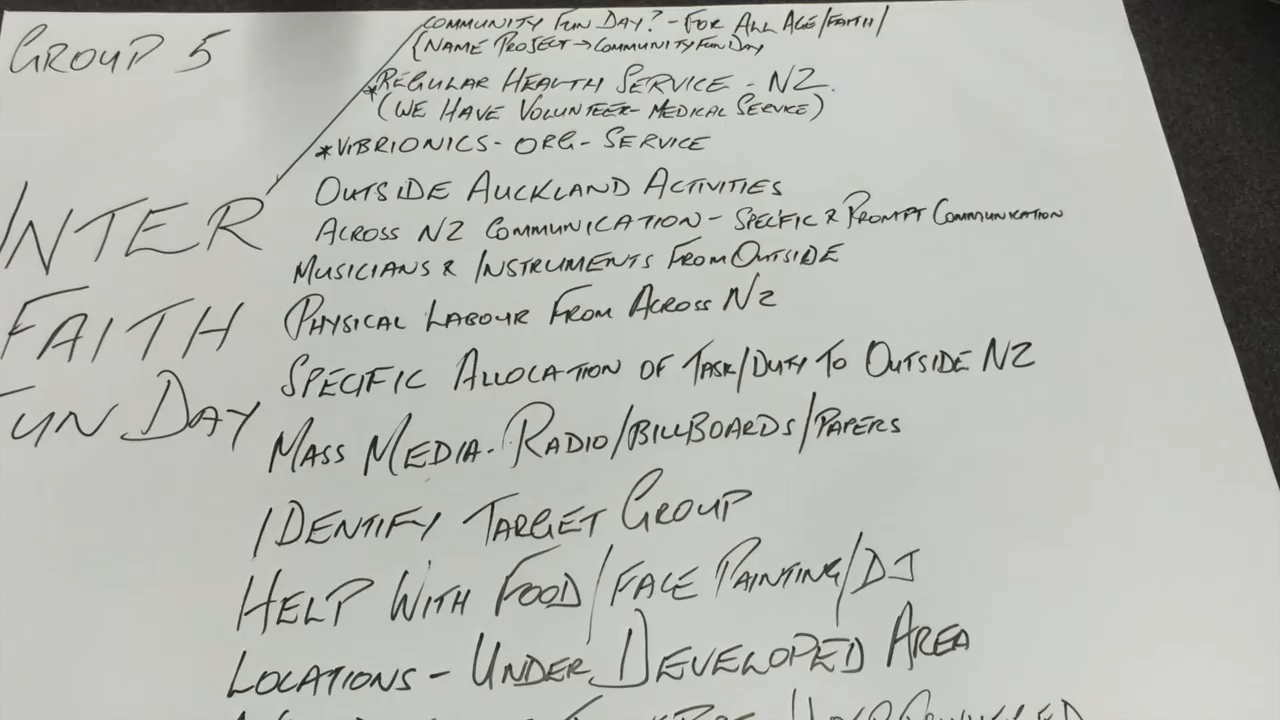 GROUP 5
COMMUNITY FUN DAY? - FOR ALL AGE/FAITH/
(NAME PROJECT → COMMUNITY FUN DAY
*REGULAR HEALTH SERVICE - NZ.
(WE HAVE VOLUNTEER- MEDICAL SERVICE)
*VIBRIONICS - ORG - SERVICE
INTER
FAITH
FUN DAY
OUTSIDE AUCKLAND ACTIVITIES
ACROSS NZ COMMUNICATION - SPECFIC & PROMPT COMMUNICATION
MUSICIANS & INSTRUMENTS FROM OUTSIDE
PHYSICAL LABOUR FROM ACROSS NZ
SPECIFIC ALLOCATION OF TASK/DUTY TO OUTSIDE NZ
MASS MEDIA - RADIO/BILLBOARDS/PAPERS
IDENTIFY TARGET GROUP
HELP WITH FOOD/FACE PAINTING/DJ
LOCATIONS - UNDER DEVELOPED AREA